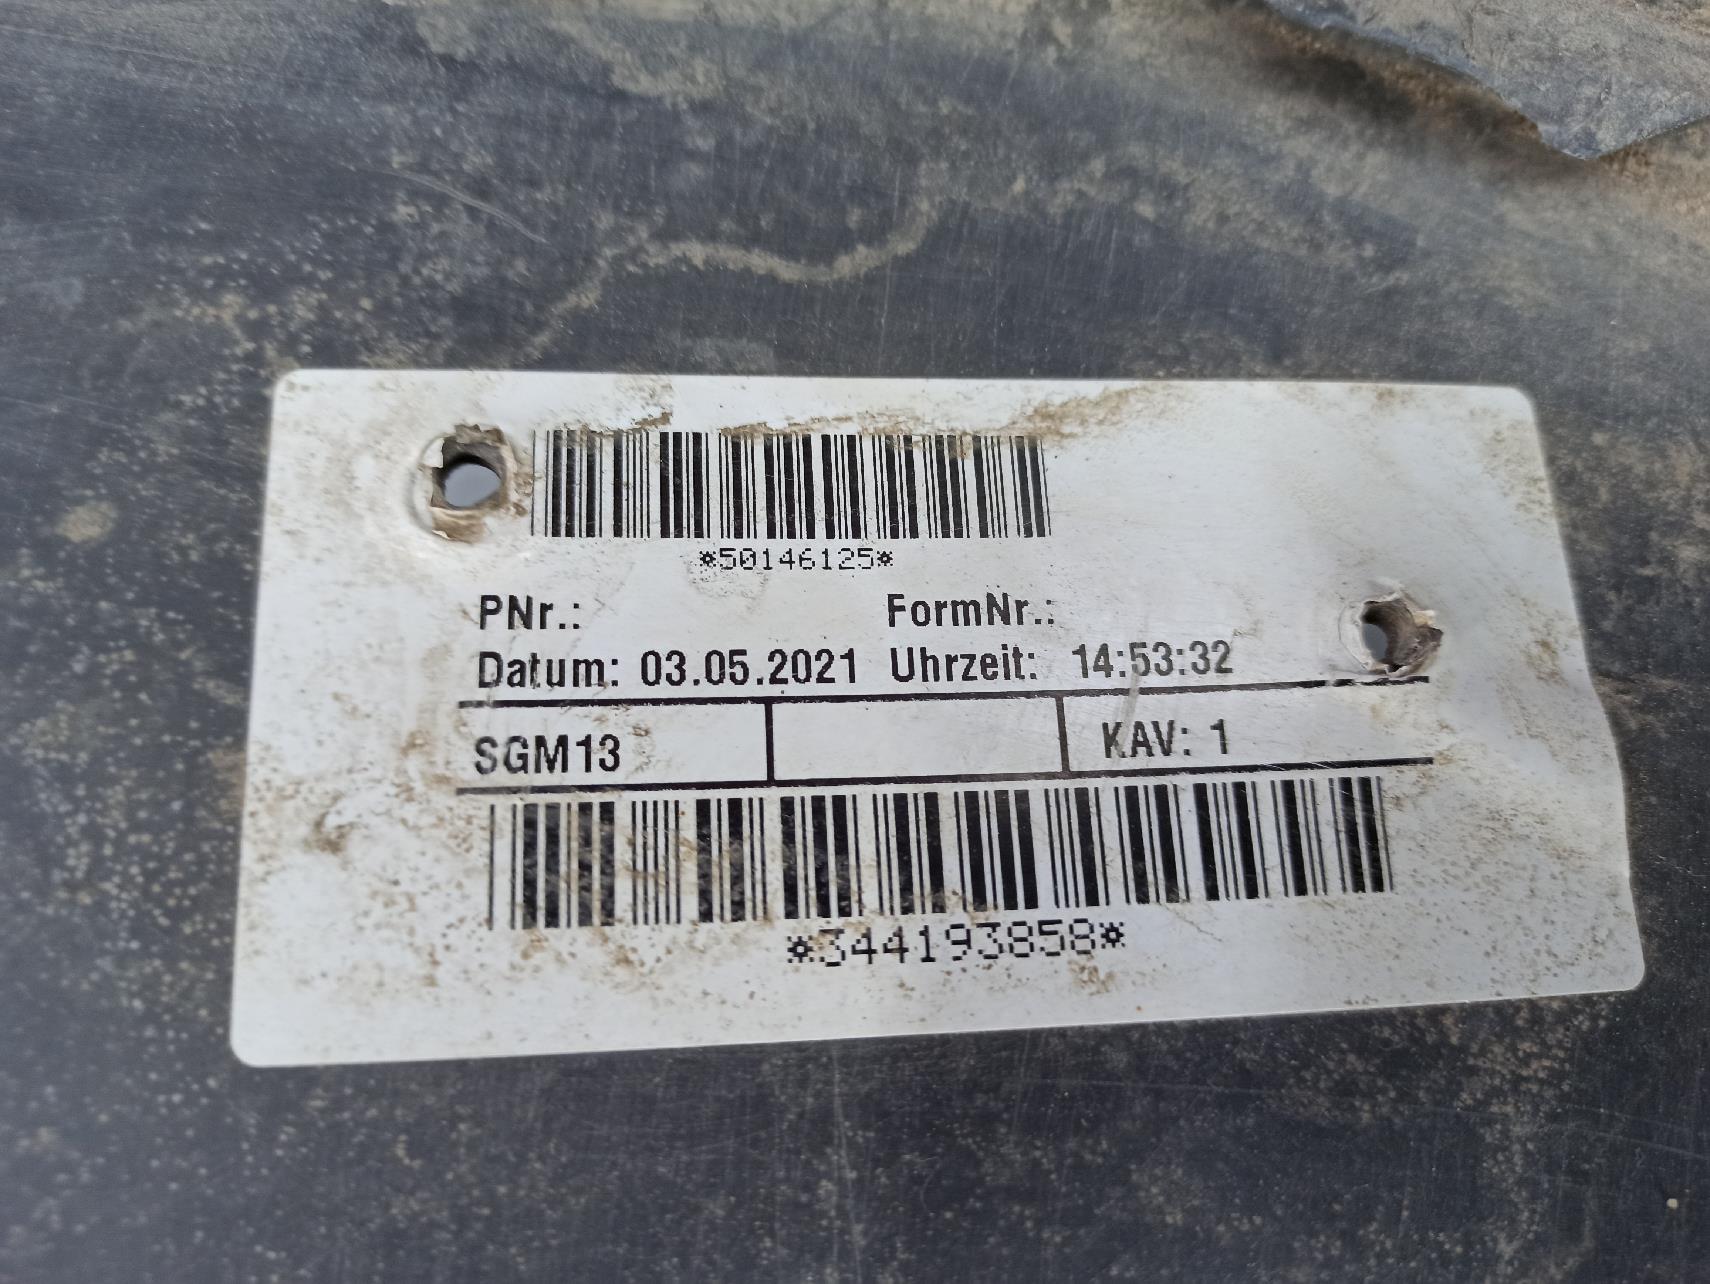 *50146125*
PNr.: FormNr.:
Datum: 03.05.2021 Uhrzeit: 14:53:32
SGM13 KAV: 1
*344193858*